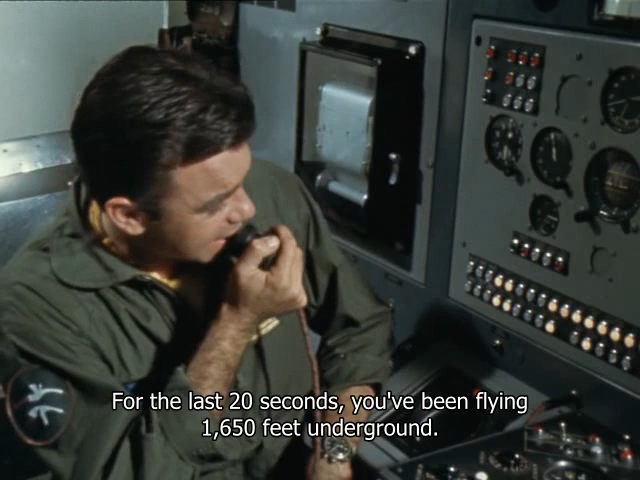 For the last 20 seconds, you've been flying
1,650 feet underground.